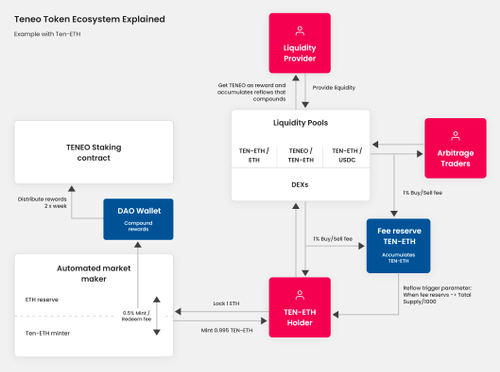 Teneo Token Ecosystem Explained
Example with Ten-ETH
Liquidity
Provider
Get TENEO as reward and
accumulates reflows that
compounds
Provide Equidity
Liquidity Pools
TEN-ETH /
ETH
TENEO /
TEN-ETH
TEN-ETH /
USDC
DEXs
Arbitrage
Traders
TENEO Staking
contract
Distribute rewards
2 x week
DAO Wallet
Compound
rewards
1% Buy/Sell fee
Fee reserve
TEN-ETH
Accumulates
TEN-ETH
1% Buy/Sell fee
Automated market
maker
ETH reserve
0.5% Mint /
Redeem fee
Ten-ETH minter
Lock 1 ETH
Mint 0.995 TEN-ETH
TEN-ETH
Holder
Reflow trigger parameter:
When fee reservs -> Total
Supply/1000